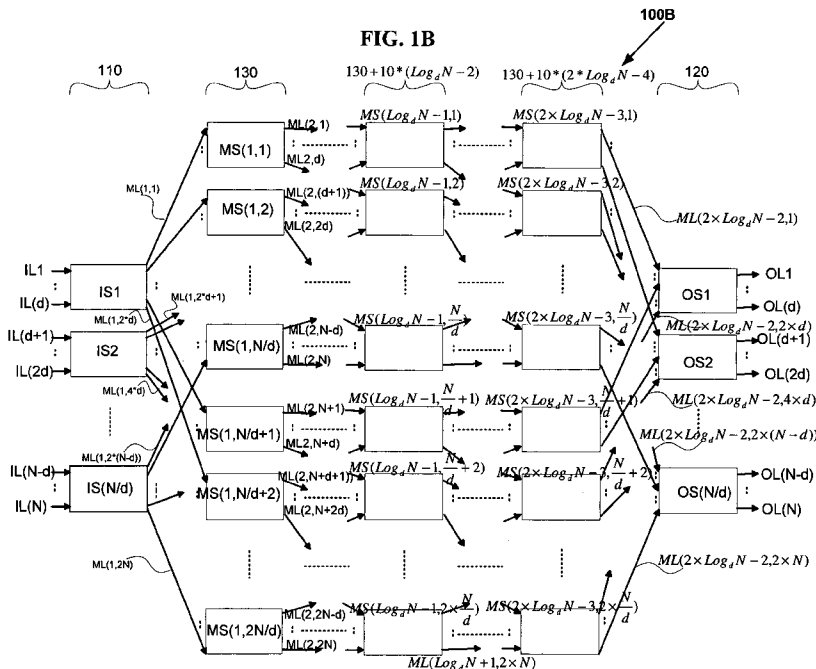 100B
FIG. 1B
110
130
130+10*(Log_d N−2)
130+10*(2*Log_d N−4)
120
MS(1,1)
ML(2,1)
ML2,d)
MS(Log_d N−1,1)
MS(2×Log_d N−3,1)
MS(1,2)
ML(2,(d+1))
ML(2,2d)
MS(Log_d N−1,2)
MS(2×Log_d N−3,2)
ML(1,1)
ML(2×Log_d N−2,1)
IL1
IL(d)
IS1
ML(1,2*d)
ML(1,2*d+1)
OS1
OL1
OL(d)
ML(2×Log_d N−2,2×d)
IL(d+1)
IL(2d)
IS2
ML(1,4*d)
MS(1,N/d)
ML(2,N-d)
ML(2,N)
MS(Log_d N−1,N/d)
MS(2×Log_d N−3,N/d)
OS2
OL(d+1)
OL(2d)
ML(2×Log_d N−2,4×d)
MS(1,N/d+1)
ML(2,N+1)
ML2,N+d)
MS(Log_d N−1,N/d+1)
MS(2×Log_d N−3,N/d+1)
ML(1,2*(N-d))
ML(2×Log_d N−2,2×(N−d))
IL(N-d)
IL(N)
IS(N/d)
MS(1,N/d+2)
ML(2,N+d+1))
ML(2,N+2d)
MS(Log_d N−1,N/d+2)
MS(2×Log_d N−3,N/d+2)
OS(N/d)
OL(N-d)
OL(N)
ML(1,2N)
ML(2×Log_d N−2,2×N)
MS(1,2N/d)
ML(2,2N-d)
ML(2,2N)
MS(Log_d N−1,2×N/d)
MS(2×Log_d N−3,2×N/d)
ML(Log_d N+1,2×N)